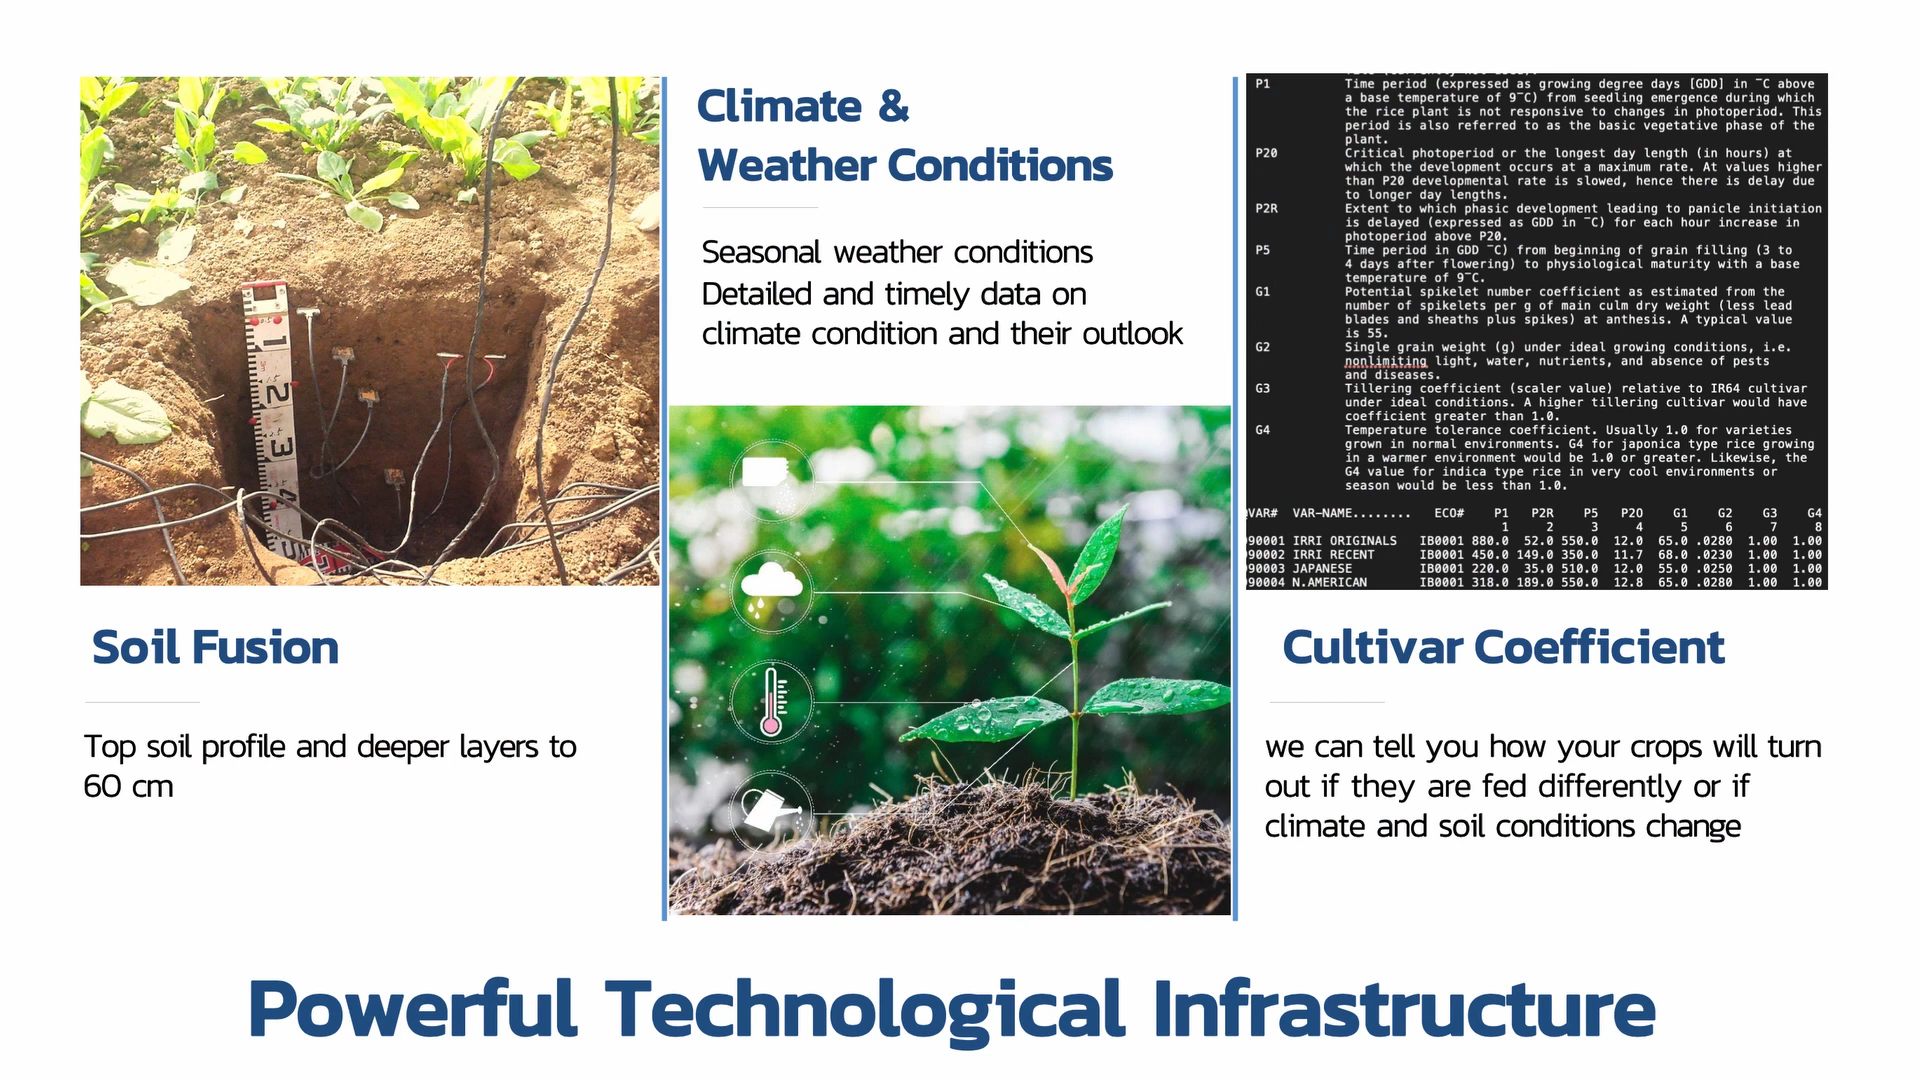 1
2
3
4
Soil Fusion
Top soil profile and deeper layers to
60 cm
Climate &
Weather Conditions
Seasonal weather conditions
Detailed and timely data on
climate condition and their outlook
P1 Time period (expressed as growing degree days [GDD] in ¯C above
a base temperature of 9¯C) from seedling emergence during which
the rice plant is not responsive to changes in photoperiod. This
period is also referred to as the basic vegetative phase of the
plant.
P20 Critical photoperiod or the longest day length (in hours) at
which the development occurs at a maximum rate. At values higher
than P20 developmental rate is slowed, hence there is delay due
to longer day lengths.
P2R Extent to which phasic development leading to panicle initiation
is delayed (expressed as GDD in ¯C) for each hour increase in
photoperiod above P20.
P5 Time period in GDD ¯C) from beginning of grain filling (3 to
4 days after flowering) to physiological maturity with a base
temperature of 9¯C.
G1 Potential spikelet number coefficient as estimated from the
number of spikelets per g of main culm dry weight (less lead
blades and sheaths plus spikes) at anthesis. A typical value
is 55.
G2 Single grain weight (g) under ideal growing conditions, i.e.
nonlimiting light, water, nutrients, and absence of pests
and diseases.
G3 Tillering coefficient (scaler value) relative to IR64 cultivar
under ideal conditions. A higher tillering cultivar would have
coefficient greater than 1.0.
G4 Temperature tolerance coefficient. Usually 1.0 for varieties
grown in normal environments. G4 for japonica type rice growing
in a warmer environment would be 1.0 or greater. Likewise, the
G4 value for indica type rice in very cool environments or
season would be less than 1.0.
VAR# VAR-NAME........ ECO# P1 P2R P5 P2O G1 G2 G3 G4
1 2 3 4 5 6 7 8
90001 IRRI ORIGINALS IB0001 880.0 52.0 550.0 12.0 65.0 .0280 1.00 1.00
90002 IRRI RECENT IB0001 450.0 149.0 350.0 11.7 68.0 .0230 1.00 1.00
90003 JAPANESE IB0001 220.0 35.0 510.0 12.0 55.0 .0250 1.00 1.00
90004 N.AMERICAN IB0001 318.0 189.0 550.0 12.8 65.0 .0280 1.00 1.00
Cultivar Coefficient
we can tell you how your crops will turn
out if they are fed differently or if
climate and soil conditions change
Powerful Technological Infrastructure